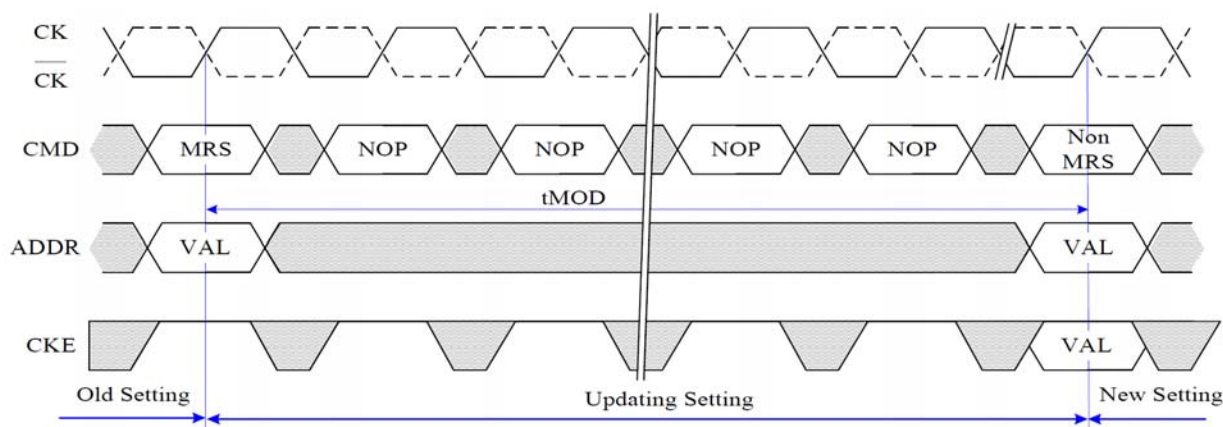 CK
CK
CMD MRS NOP NOP NOP NOP Non MRS
tMOD
ADDR VAL VAL
CKE VAL
Old Setting Updating Setting New Setting